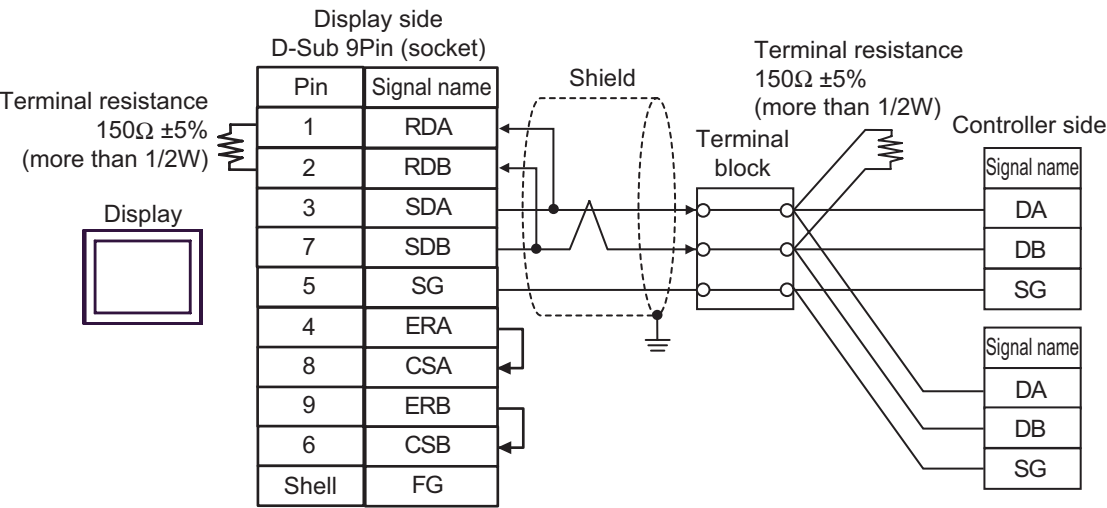 Display side
D-Sub 9Pin (socket)
Terminal resistance
150Ω ±5%
(more than 1/2W)
Display
Pin Signal name
1 RDA
2 RDB
3 SDA
7 SDB
5 SG
4 ERA
8 CSA
9 ERB
6 CSB
Shell FG
Shield
Terminal
block
Terminal resistance
150Ω ±5%
(more than 1/2W)
Controller side
Signal name
DA
DB
SG
Signal name
DA
DB
SG